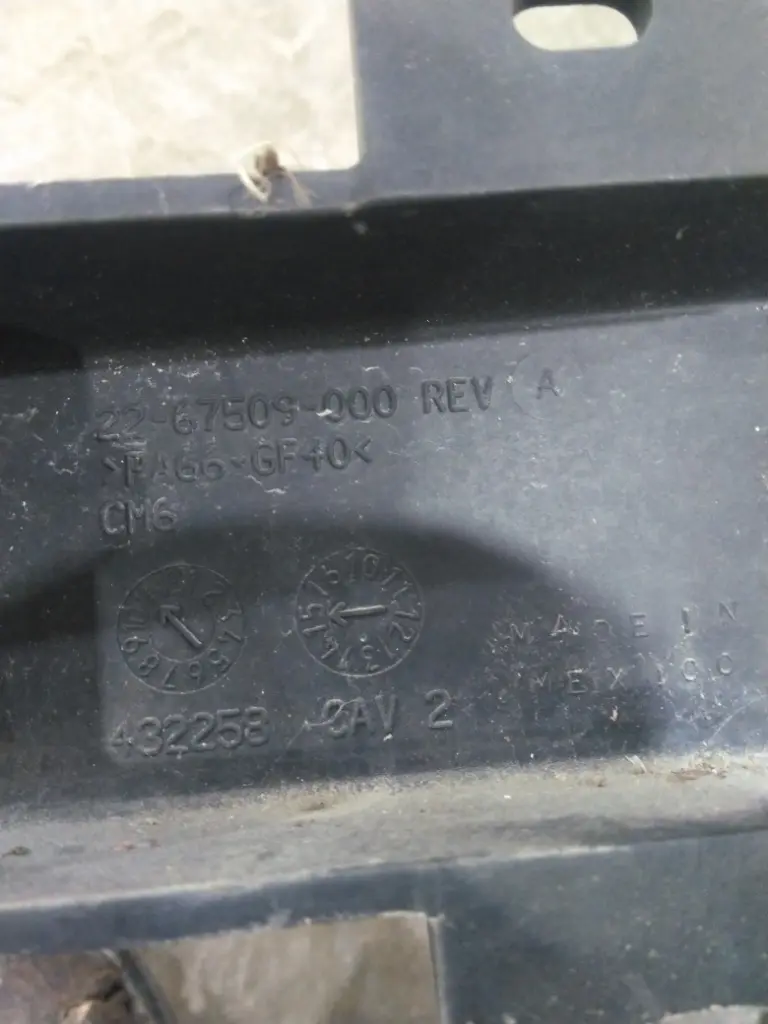 22-67509-000 REV A
>PA66-GF40<
CM6
432258 CAV 2
MADE IN
MEXICO